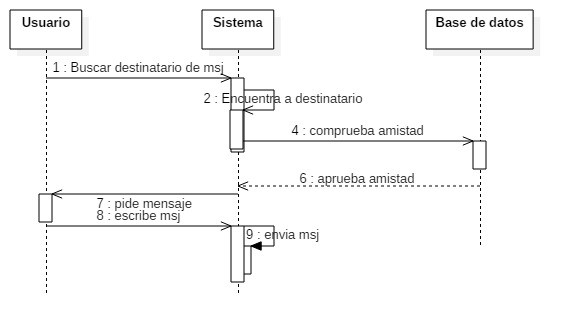 Usuario
Sistema
Base de datos
1 : Buscar destinatario de msj
2 : Encuentra a destinatario
4 : comprueba amistad
6 : aprueba amistad
7 : pide mensaje
8 : escribe msj
9 : envia msj